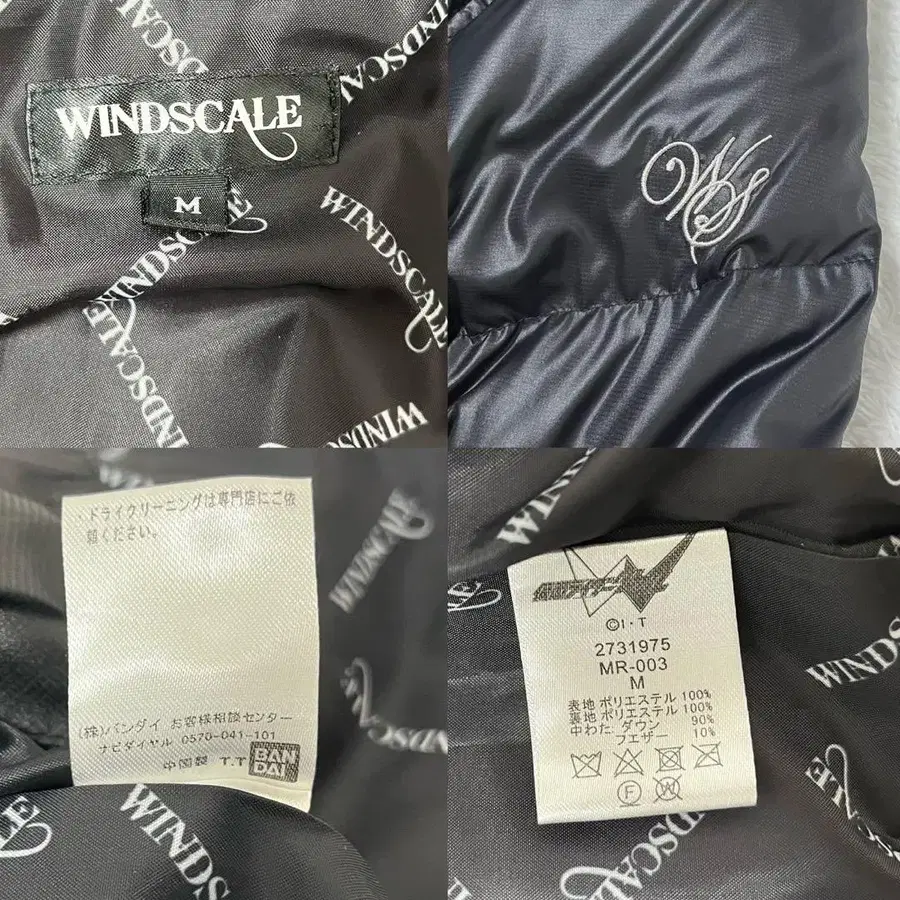 WINDSCALE
M
WINDSCALE
WINDSCALE
WINDSCALE
WS
ドライクリーニングは専門店にご依
頼ください。
(株)バンダイ お客様相談センター
ナビダイヤル 0570-041-101
中国製 T.T
BAN
DAI
WINDSCALE
WINDSCALE
©I・T
2731975
MR-003
M
表地 ポリエステル 100%
裏地 ポリエステル 100%
中わた ダウン 90%
フエザー 10%
F
W